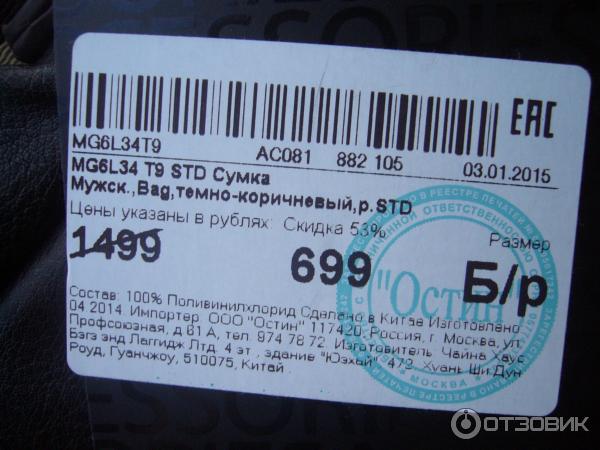 ESSORIES
EAC
MG6L34T9
AC081
882 105
03.01.2015
MG6L34 T9 STD Сумка
Мужск.,Bag,темно-коричневый,р.STD
Цены указаны в рублях: Скидка 53%
Размер
1499
699
Б/р
"Остин"
Состав: 100% Поливинилхлорид Сделано в Китае Изготовлено:
04.2014. Импортер: ООО "Остин" 117420, Россия, г. Москва, ул.
Профсоюзная, д.61А, тел. 974 78 72. Изготовитель: Чайна Хаус
Бэгз энд Лаггидж Лтд. 4 эт., здание "Юэхай", 472, Хуань Ши Дун
Роуд, Гуанчжоу, 510075, Китай.
МОСКВА
ОТЗОВИК